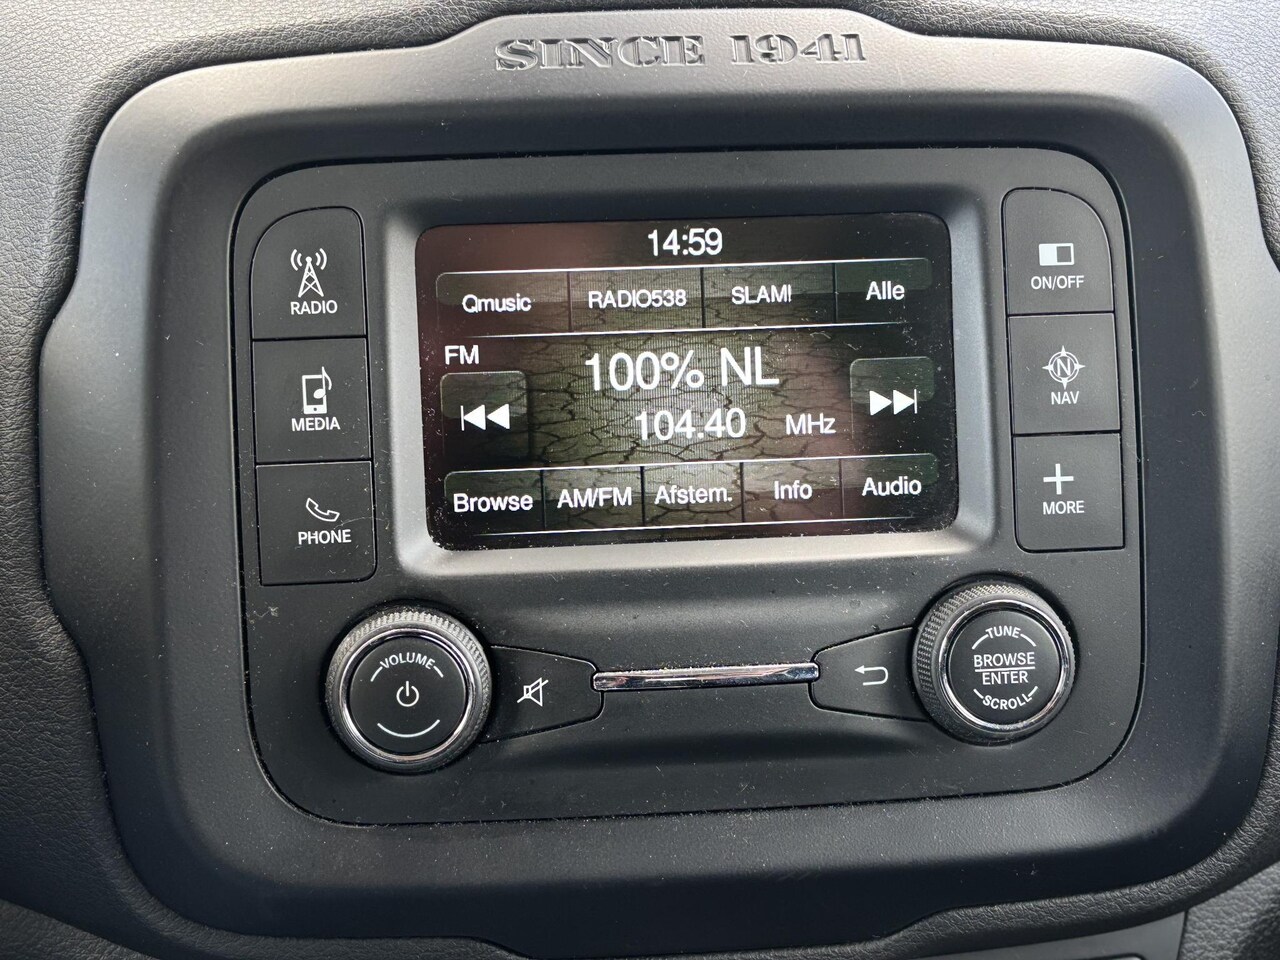 SINCE 1941
RADIO
MEDIA
PHONE
14:59
Qmusic RADIO538 SLAM! Alle
FM
100% NL
104.40 MHz
Browse AM/FM Afstem. Info Audio
ON/OFF
N
NAV
MORE
VOLUME
TUNE
BROWSE
ENTER
SCROLL